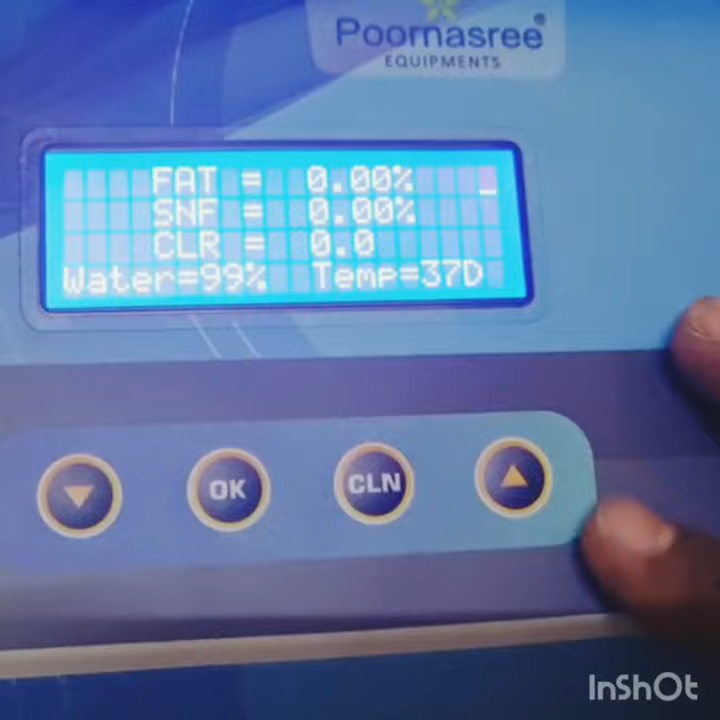 Poornasree®
EQUIPMENTS
FAT = 0.00%
SNF = 0.00%
CLR = 0.0
Water=99% Temp=37D
OK
CLN
InShOt